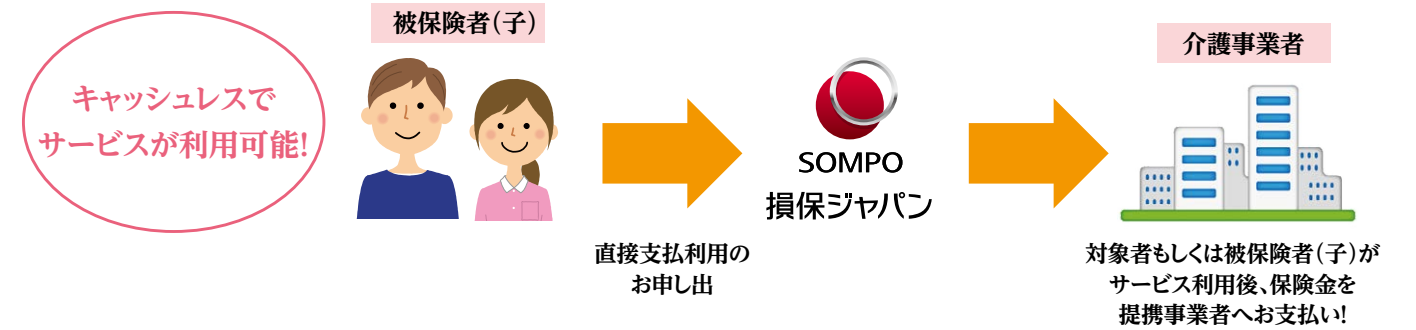 キャッシュレスで
サービスが利用可能!
被保険者(子)
直接支払利用の
お申し出
SOMPO
損保ジャパン
介護事業者
対象者もしくは被保険者(子)が
サービス利用後、保険金を
提携事業者へお支払い!